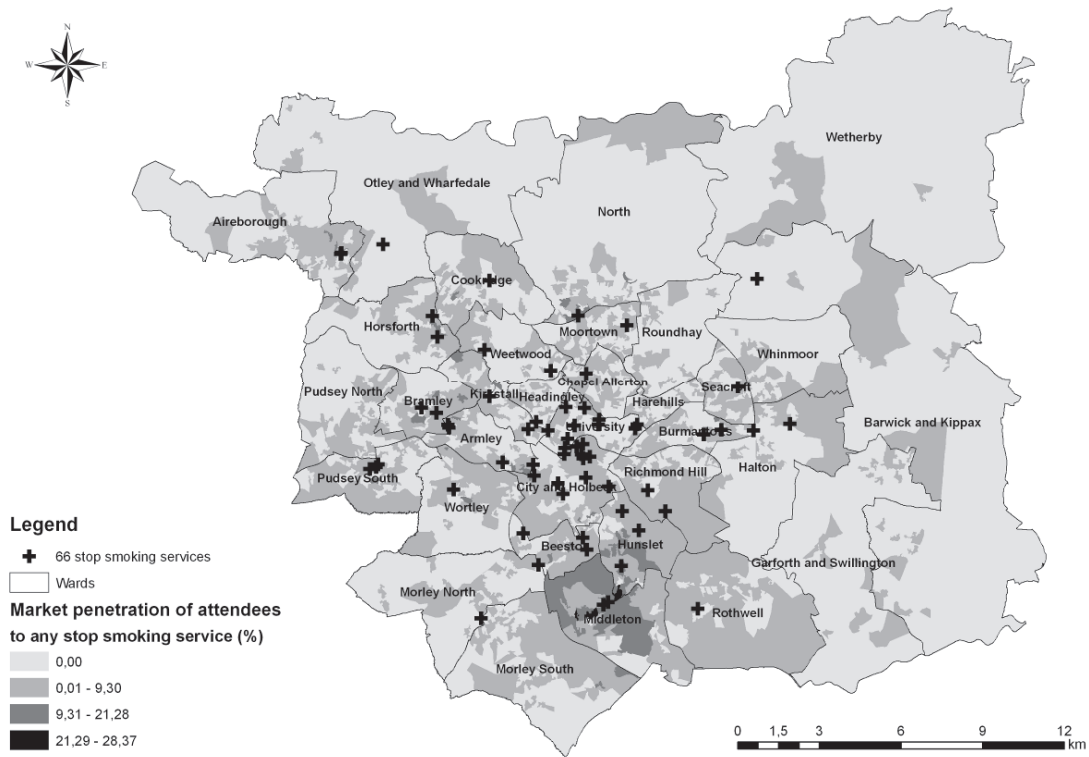 N
W E
S
Wetherby
Otley and Wharfedale
North
Aireborough
Cookridge
Horsforth
Moortown
Roundhay
Weetwood
Whinmoor
Chapel Allerton
Pudsey North
Seacroft
Kirkstall
Headingley
Bramley
Harehills
Barwick and Kippax
University
Burmantofts
Armley
Halton
Richmond Hill
Pudsey South
City and Holbeck
Wortley
Beeston
Hunslet
Garforth and Swillington
Morley North
Rothwell
Middleton
Morley South
Legend
66 stop smoking services
Wards
Market penetration of attendees
to any stop smoking service (%)
0,00
0,01 - 9,30
9,31 - 21,28
21,29 - 28,37
0 1,5 3 6 9 12
km